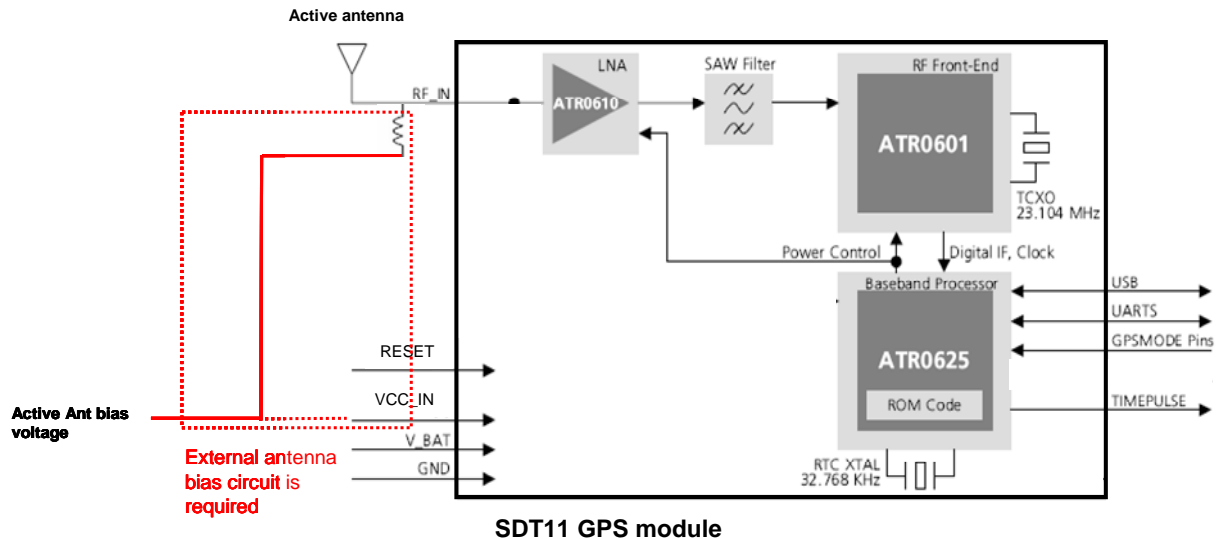 Active antenna
LNA
SAW Filter
RF Front-End
RF_IN
ATR0610
ATR0601
TCXO
23.104 MHz
Power Control
Digital IF, Clock
Baseband Processor
USB
UARTS
GPSMODE Pins
RESET
ATR0625
VCC_IN
ROM Code
TIMEPULSE
Active Ant bias
voltage
V_BAT
External antenna
bias circuit is
required
GND
RTC XTAL
32.768 KHz
SDT11 GPS module